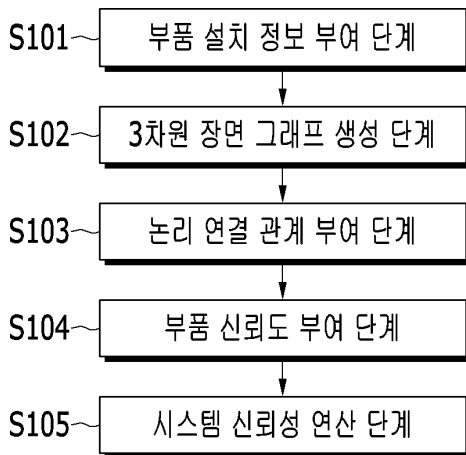 S101 부품 설치 정보 부여 단계
S102 3차원 장면 그래프 생성 단계
S103 논리 연결 관계 부여 단계
S104 부품 신뢰도 부여 단계
S105 시스템 신뢰성 연산 단계